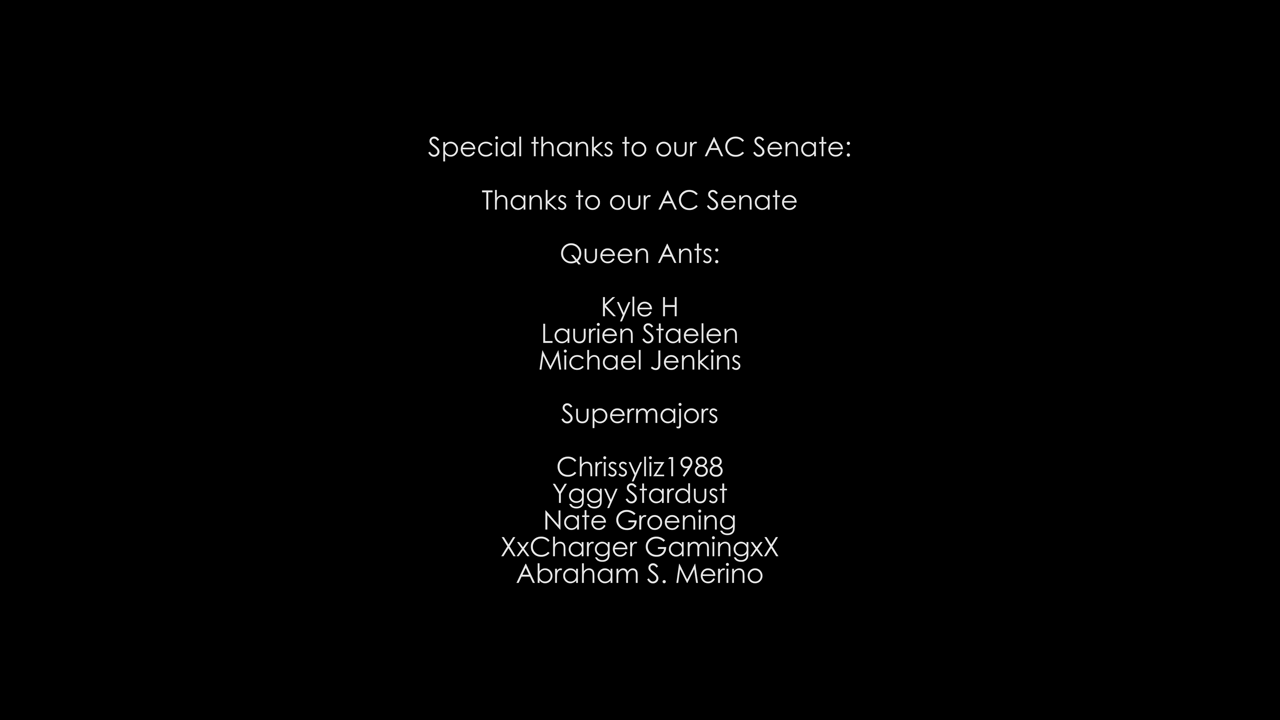 Special thanks to our AC Senate:
Thanks to our AC Senate
Queen Ants:
Kyle H
Laurien Staelen
Michael Jenkins
Supermajors
Chrissyliz1988
Yggy Stardust
Nate Groening
XxCharger GamingxX
Abraham S. Merino